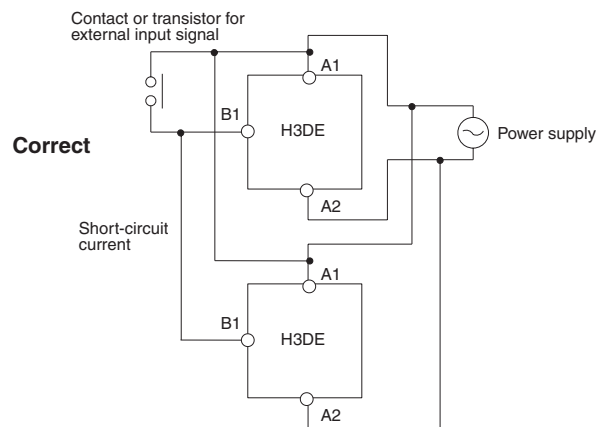 Contact or transistor for
external input signal
A1
B1
H3DE
Power supply
Correct
A2
Short-circuit
current
A1
B1
H3DE
A2